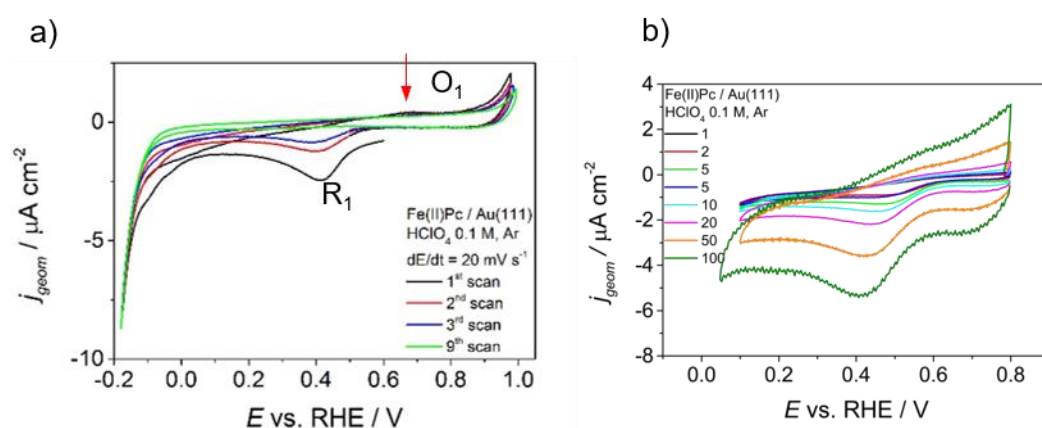 a)
O₁
R₁
Fe(II)Pc / Au(111)
HClO₄ 0.1 M, Ar
dE/dt = 20 mV s⁻¹
1ˢᵗ scan
2ⁿᵈ scan
3ʳᵈ scan
9ᵗʰ scan
0
-5
-10
-0.2 0.0 0.2 0.4 0.6 0.8 1.0
E vs. RHE / V
j_geom / μA cm⁻²
b)
Fe(II)Pc / Au(111)
HClO₄ 0.1 M, Ar
1
2
5
5
10
20
50
100
4
2
0
-2
-4
-6
-8
0.0 0.2 0.4 0.6 0.8
E vs. RHE / V
j_geom / μA cm⁻²